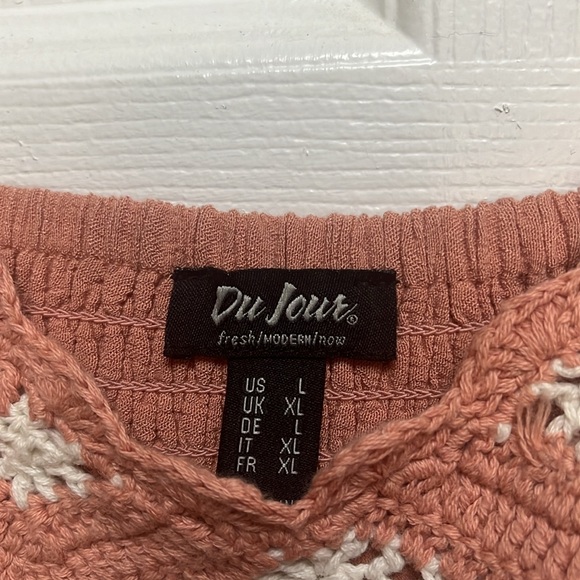 Du Jour®
fresh/MODERN/now
US L
UK XL
DE L
IT XL
FR XL